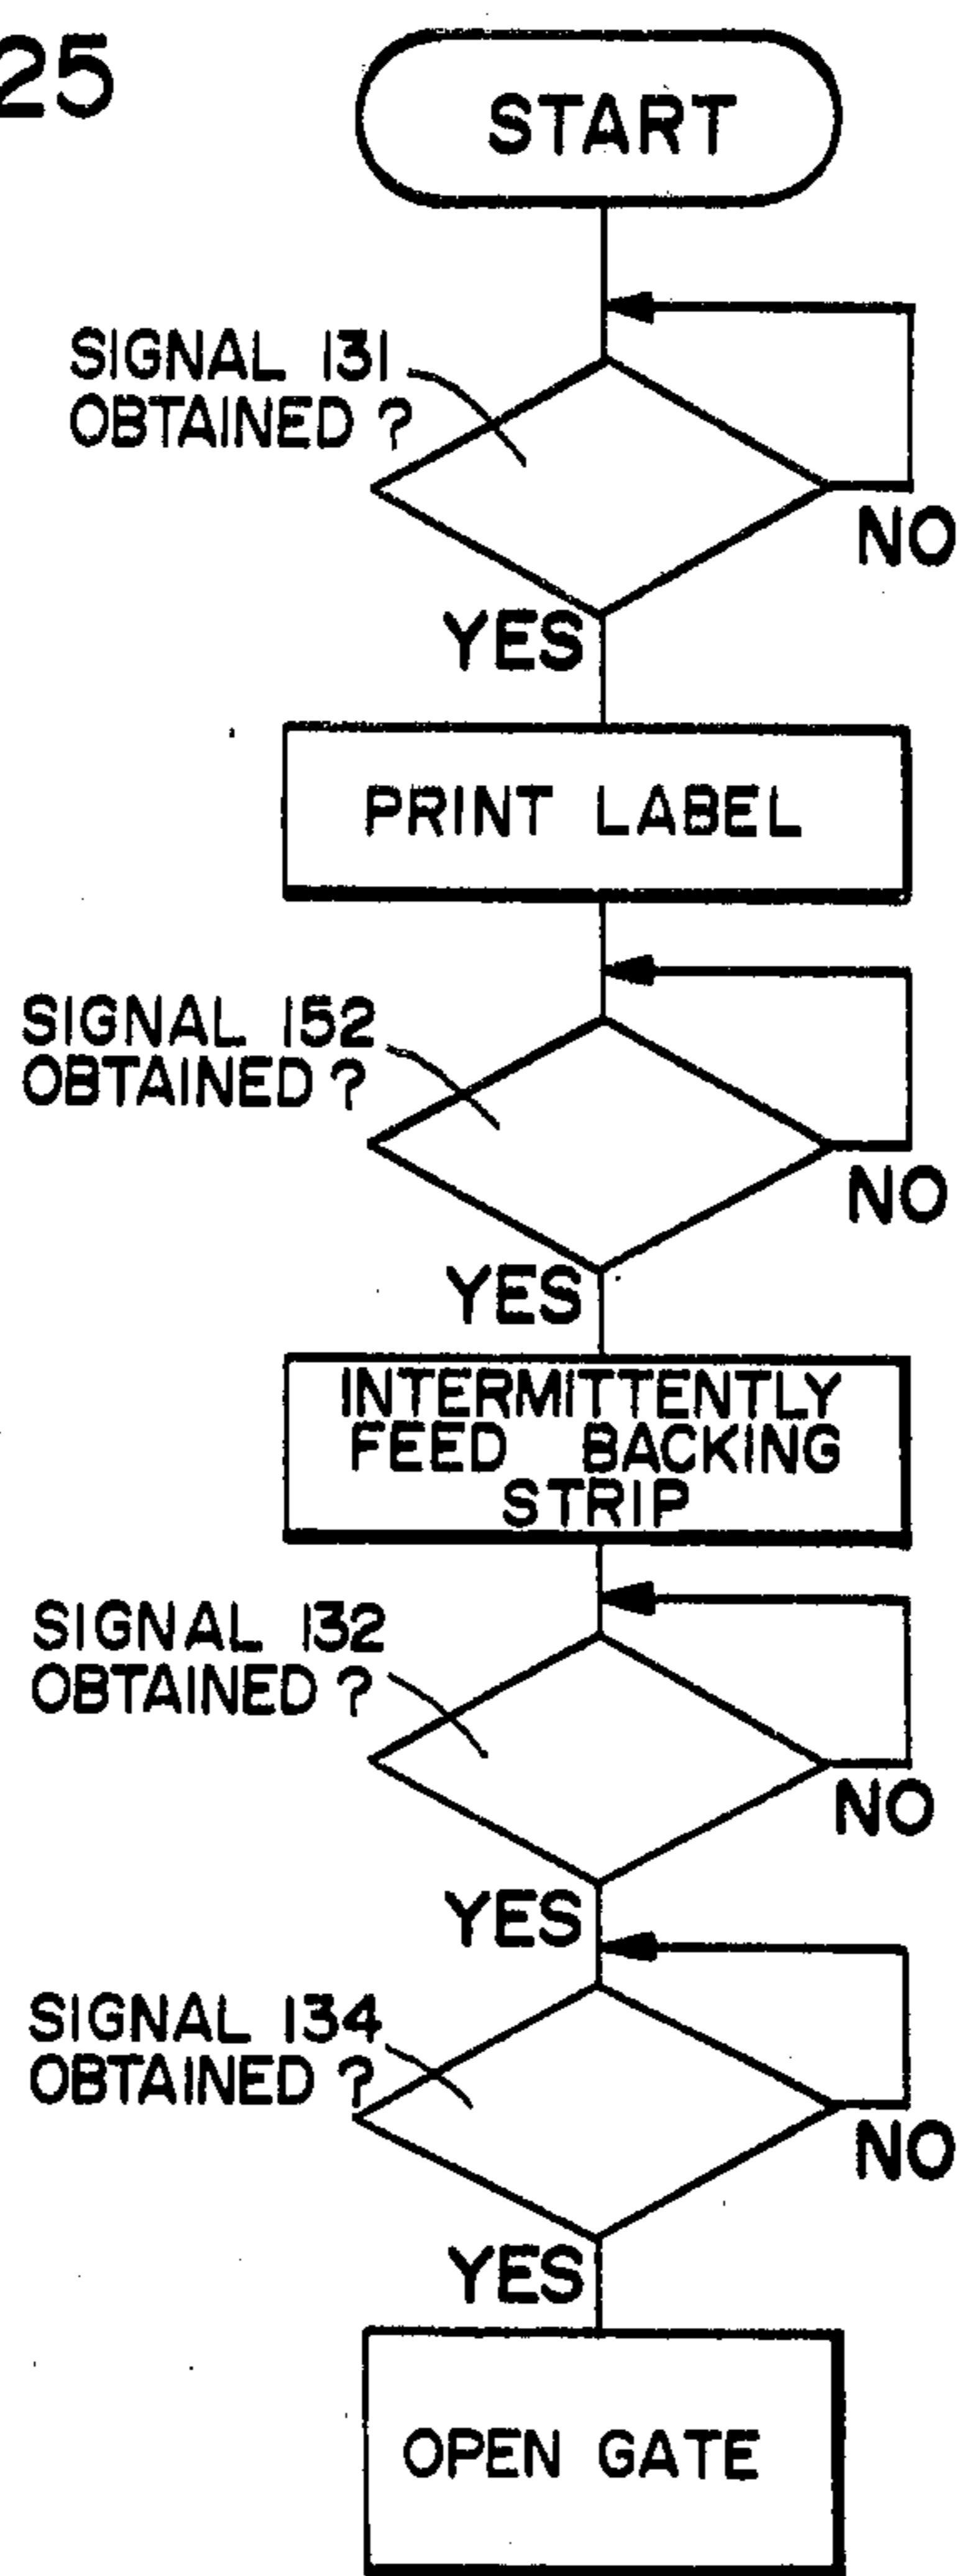 25
START
SIGNAL 131
OBTAINED ?
NO
YES
PRINT LABEL
SIGNAL 152
OBTAINED ?
NO
YES
INTERMITTENTLY
FEED BACKING
STRIP
SIGNAL 132
OBTAINED ?
NO
YES
SIGNAL 134
OBTAINED ?
NO
YES
OPEN GATE